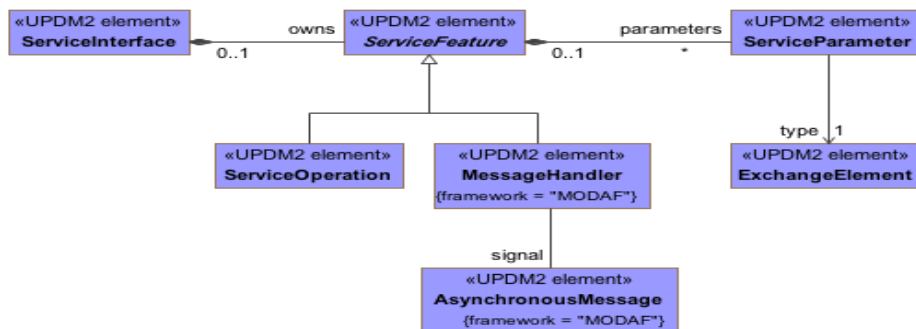 «UPDM2 element»
ServiceInterface
owns
0..1
«UPDM2 element»
ServiceFeature
0..1
parameters
*
«UPDM2 element»
ServiceParameter
type 1
«UPDM2 element»
ServiceOperation
«UPDM2 element»
MessageHandler
{framework = "MODAF"}
«UPDM2 element»
ExchangeElement
signal
«UPDM2 element»
AsynchronousMessage
{framework = "MODAF"}